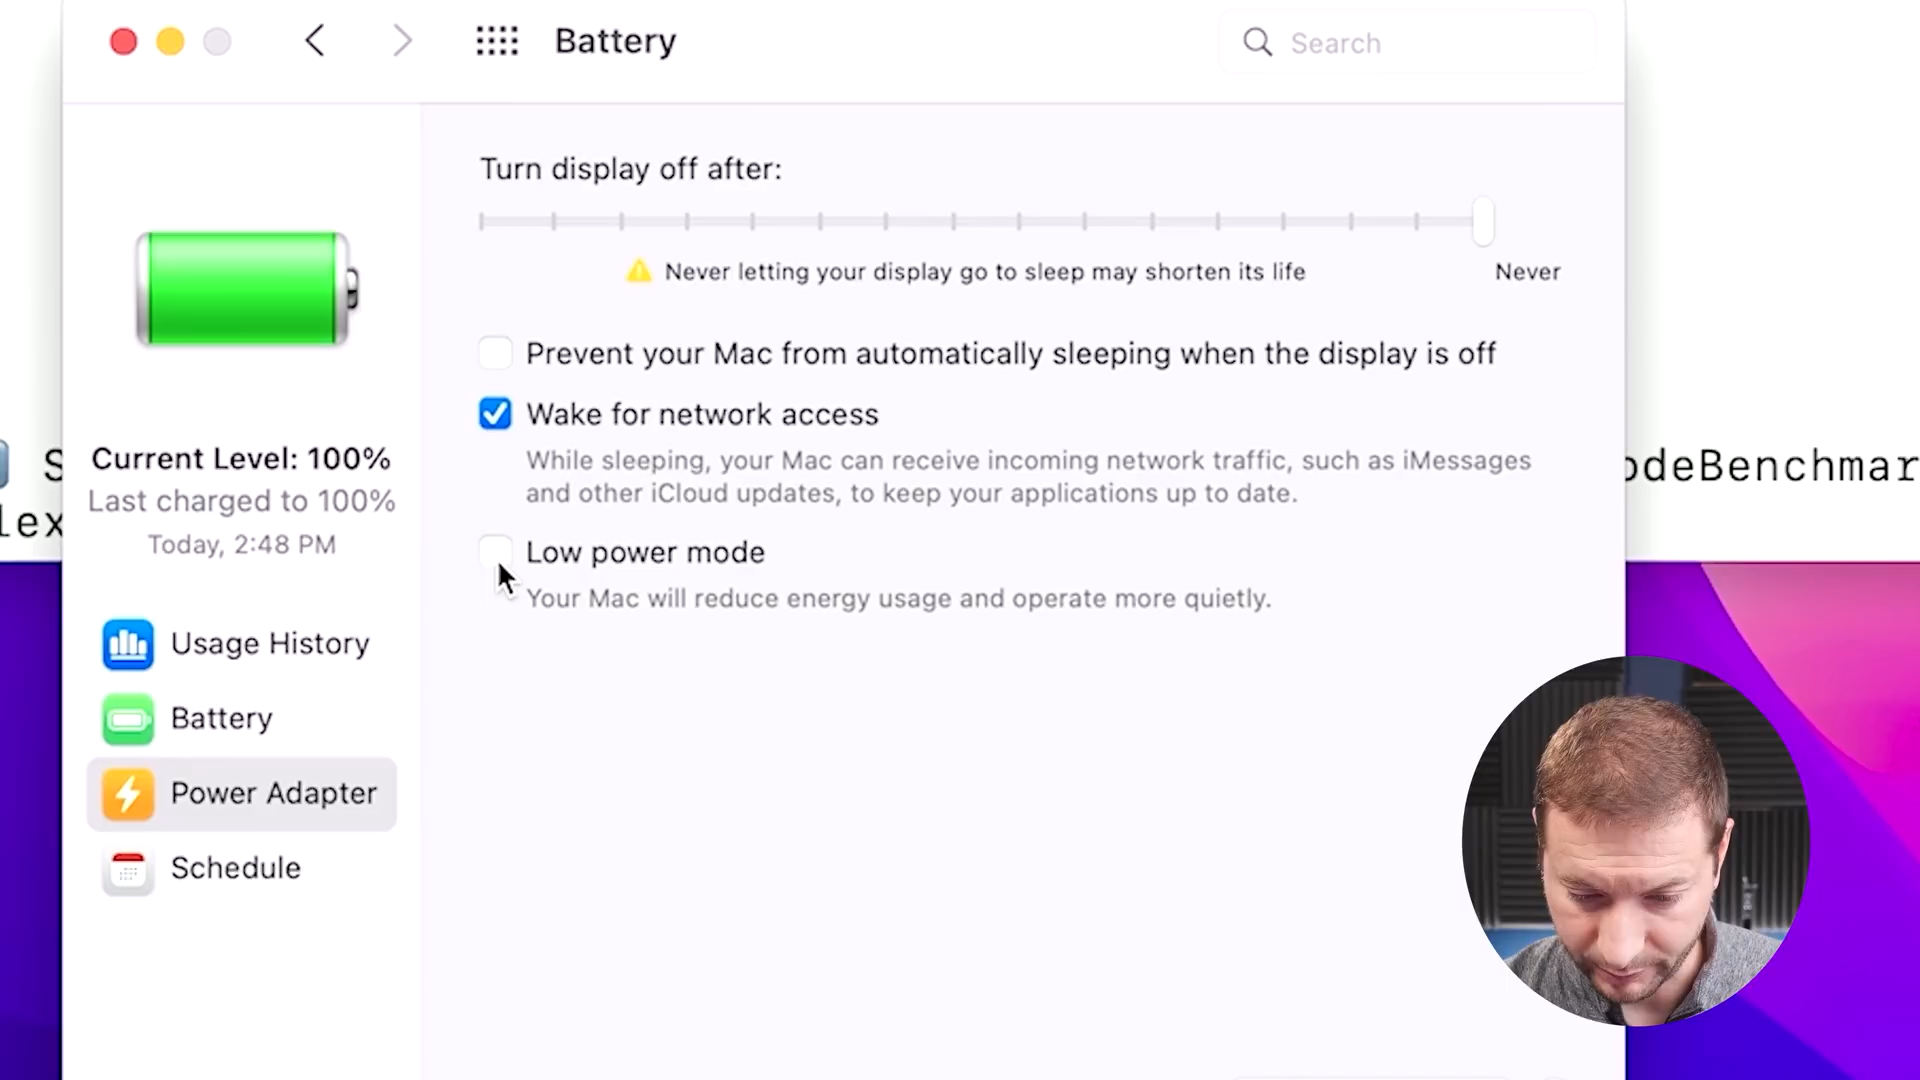 Battery
Search
Turn display off after:
Never letting your display go to sleep may shorten its life
Never
Prevent your Mac from automatically sleeping when the display is off
Wake for network access
While sleeping, your Mac can receive incoming network traffic, such as iMessages
and other iCloud updates, to keep your applications up to date.
Low power mode
Your Mac will reduce energy usage and operate more quietly.
Current Level: 100%
Last charged to 100%
Today, 2:48 PM
Usage History
Battery
Power Adapter
Schedule
S
lex
odeBenchmar